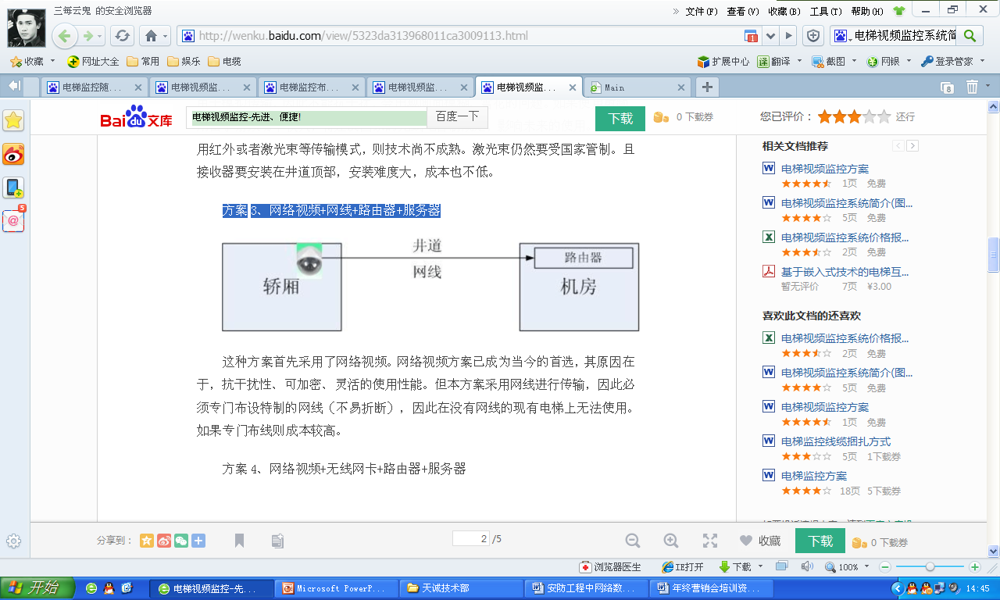 三每云鬼 的安全浏览器
» 文件(F) 查看(V) 收藏(B) 工具(T) 帮助(H)
http://wenku.baidu.com/view/5323da313968011ca3009113.html
电梯视频监控系统简
收藏 网址大全 常用 娱乐 电缆
扩展中心 翻译 截图 网银 登录管家
电梯监控随... 电梯视频监... 电梯监控布... 电梯视频监... 电梯视频监... Main
8
Bai du 文库
电梯视频监控-先进、便捷!
百度一下
下载
0 下载券
您已评价: 还行
用红外或者激光束等传输模式，则技术尚不成熟。激光束仍然要受国家管制。且
接收器要安装在井道顶部，安装难度大，成本也不低。
方案 3、网络视频+网线+路由器+服务器
井道
网线
轿厢
路由器
机房
这种方案首先采用了网络视频。网络视频方案已成为当今的首选，其原因在
于，抗干扰性、可加密、灵活的使用性能。但本方案采用网线进行传输，因此必
须专门布设特制的网线（不易折断），因此在没有网线的现有电梯上无法使用。
如果专门布线则成本较高。
方案 4、网络视频+无线网卡+路由器+服务器
相关文档推荐
电梯视频监控方案
1页 免费
电梯视频监控系统简介(图...
5页 免费
电梯视频监控系统价格报...
2页 免费
基于嵌入式技术的电梯互...
暂无评价 7页 ¥3.00
喜欢此文档的还喜欢
电梯视频监控系统价格报...
2页 免费
电梯视频监控系统简介(图...
5页 免费
电梯视频监控方案
1页 免费
电梯监控线缆捆扎方式
5页 1下载券
电梯监控方案
18页 5下载券
5
分享到：
2 /5
收藏
下载
0 下载券
浏览器医生 IE打开 下载 100%
开始
电梯视频监控-先...
Microsoft PowerP...
天诚技术部
安防工程中网络数...
年终营销会培训资...
14:45